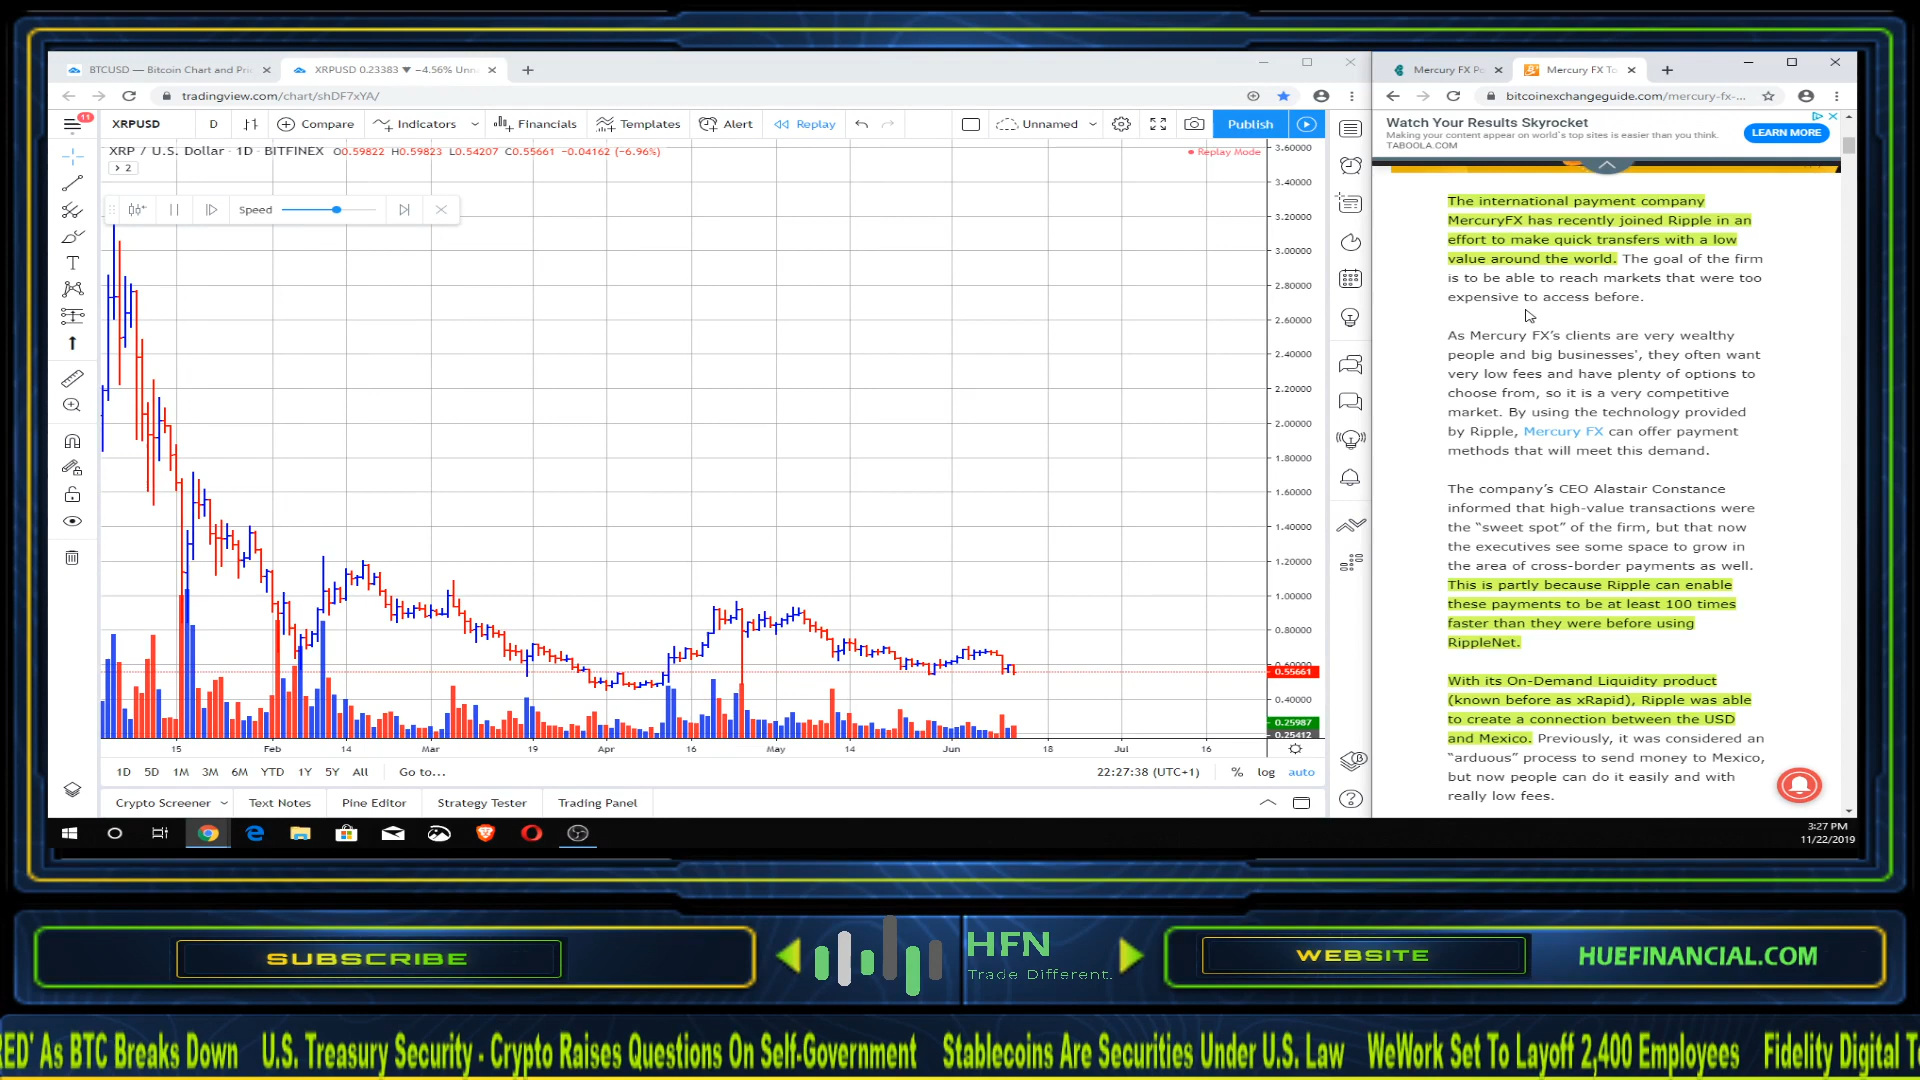 BTCUSD — Bitcoin Chart and Pri
XRPUSD 0.23383 ▼ −4.56% Unn
tradingview.com/chart/shDF7xYA/
11
XRPUSD
D
Compare
Indicators
Financials
Templates
Alert
Replay
Unnamed
Publish
XRP / U.S. Dollar · 1D · BITFINEX O0.59822 H0.59823 L0.54207 C0.55661 −0.04162 (−6.96%)
Replay Mode
2
Speed
3.60000
3.40000
3.20000
3.00000
2.80000
2.60000
2.40000
2.20000
2.00000
1.80000
1.60000
1.40000
1.20000
1.00000
0.80000
0.60000
0.55661
0.40000
0.25987
0.25412
15 Feb 14 Mar 19 Apr 16 May 14 Jun 18 Jul 16
1D 5D 1M 3M 6M YTD 1Y 5Y All Go to...
22:27:38 (UTC+1) % log auto
Crypto Screener Text Notes Pine Editor Strategy Tester Trading Panel
Mercury FX Po
Mercury FX To
bitcoinexchangeguide.com/mercury-fx-...
Watch Your Results Skyrocket
Making your content appear on world's top sites is easier than you think.
TABOOLA.COM
LEARN MORE
The international payment company
MercuryFX has recently joined Ripple in an
effort to make quick transfers with a low
value around the world. The goal of the firm
is to be able to reach markets that were too
expensive to access before.
As Mercury FX's clients are very wealthy
people and big businesses', they often want
very low fees and have plenty of options to
choose from, so it is a very competitive
market. By using the technology provided
by Ripple, Mercury FX can offer payment
methods that will meet this demand.
The company's CEO Alastair Constance
informed that high-value transactions were
the “sweet spot” of the firm, but that now
the executives see some space to grow in
the area of cross-border payments as well.
This is partly because Ripple can enable
these payments to be at least 100 times
faster than they were before using
RippleNet.
With its On-Demand Liquidity product
(known before as xRapid), Ripple was able
to create a connection between the USD
and Mexico. Previously, it was considered an
“arduous” process to send money to Mexico,
but now people can do it easily and with
really low fees.
3:27 PM
11/22/2019
SUBSCRIBE
HFN
Trade Different.
WEBSITE
HUEFINANCIAL.COM
RED' As BTC Breaks Down U.S. Treasury Security - Crypto Raises Questions On Self-Government Stablecoins Are Securities Under U.S. Law WeWork Set To Layoff 2,400 Employees Fidelity Digital T